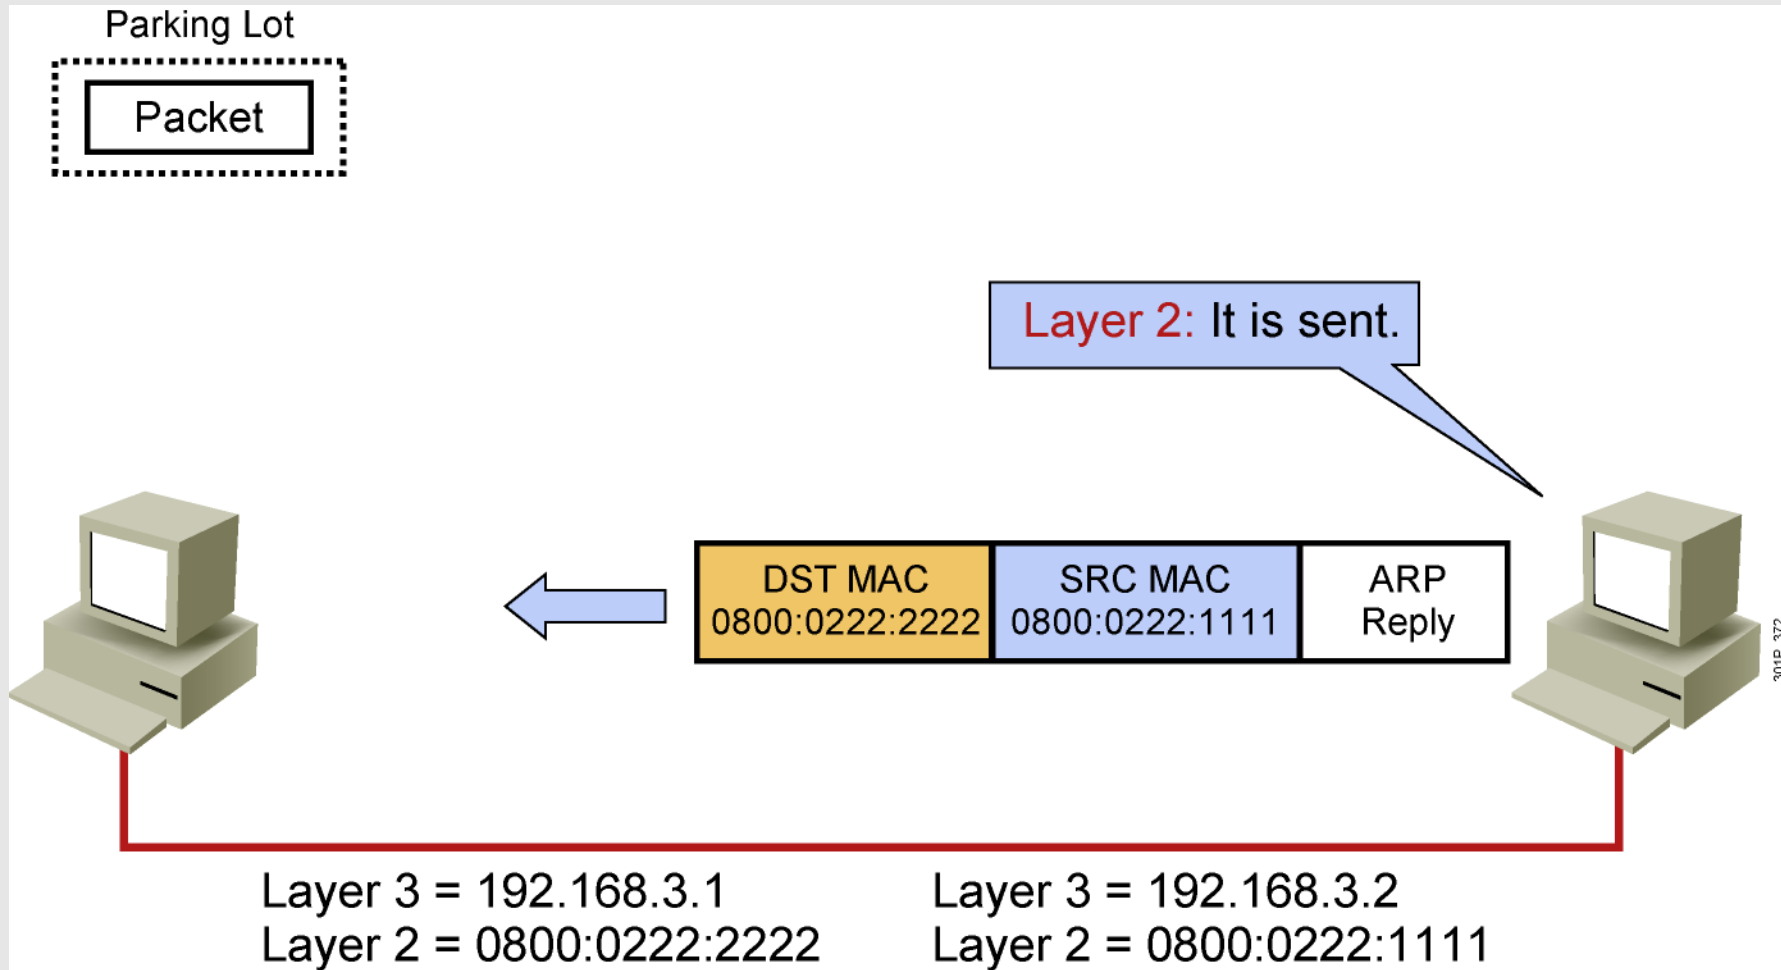 Parking Lot
Packet
Layer 2: It is sent.
DST MAC
0800:0222:2222
SRC MAC
0800:0222:1111
ARP
Reply
301P_372
Layer 3 = 192.168.3.1
Layer 2 = 0800:0222:2222
Layer 3 = 192.168.3.2
Layer 2 = 0800:0222:1111